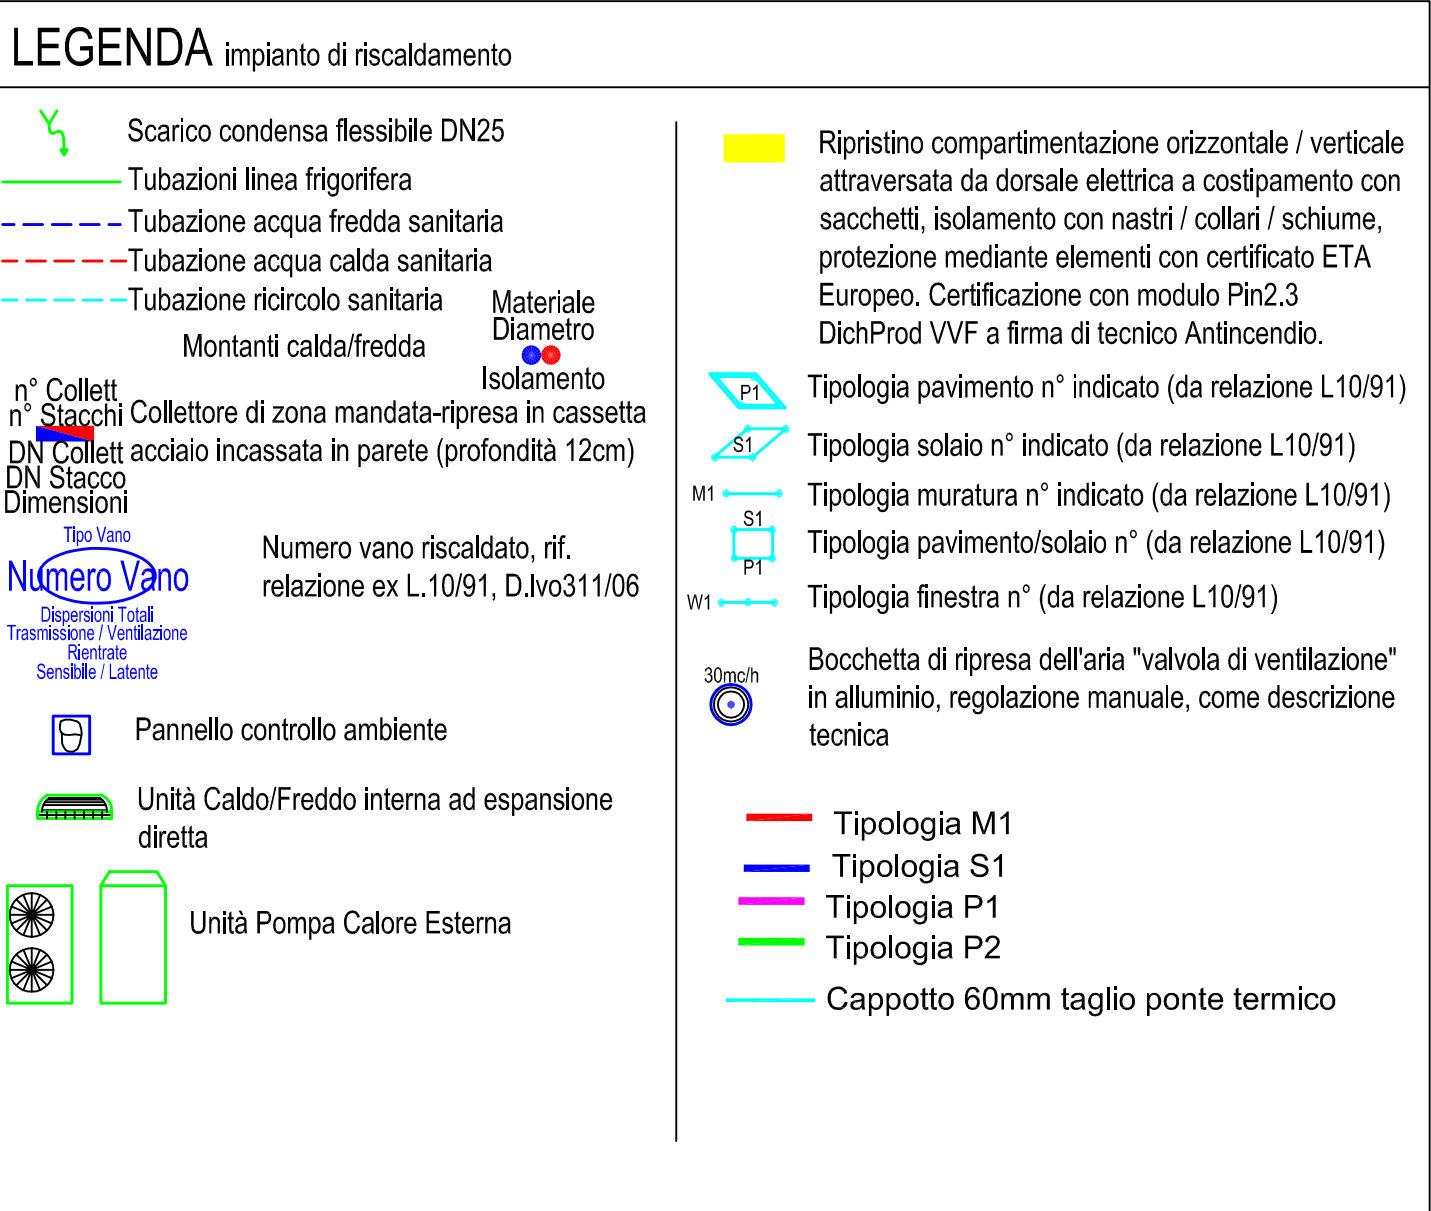 LEGENDA impianto di riscaldamento
Scarico condensa flessibile DN25
Tubazioni linea frigorifera
Tubazione acqua fredda sanitaria
Tubazione acqua calda sanitaria
Tubazione ricircolo sanitaria
Materiale
Diametro
Montanti calda/fredda
Isolamento
n° Collett
n° Stacchi
DN Collett
DN Stacco
Dimensioni
Collettore di zona mandata-ripresa in cassetta
acciaio incassata in parete (profondità 12cm)
Tipo Vano
Numero Vano
Dispersioni Totali
Trasmissione / Ventilazione
Rientrate
Sensibile / Latente
Numero vano riscaldato, rif.
relazione ex L.10/91, D.lvo311/06
Pannello controllo ambiente
Unità Caldo/Freddo interna ad espansione
diretta
Unità Pompa Calore Esterna
Ripristino compartimentazione orizzontale / verticale
attraversata da dorsale elettrica a costipamento con
sacchetti, isolamento con nastri / collari / schiume,
protezione mediante elementi con certificato ETA
Europeo. Certificazione con modulo Pin2.3
DichProd VVF a firma di tecnico Antincendio.
P1
Tipologia pavimento n° indicato (da relazione L10/91)
S1
Tipologia solaio n° indicato (da relazione L10/91)
M1
Tipologia muratura n° indicato (da relazione L10/91)
S1
P1
Tipologia pavimento/solaio n° (da relazione L10/91)
W1
Tipologia finestra n° (da relazione L10/91)
30mc/h
Bocchetta di ripresa dell'aria "valvola di ventilazione"
in alluminio, regolazione manuale, come descrizione
tecnica
Tipologia M1
Tipologia S1
Tipologia P1
Tipologia P2
Cappotto 60mm taglio ponte termico